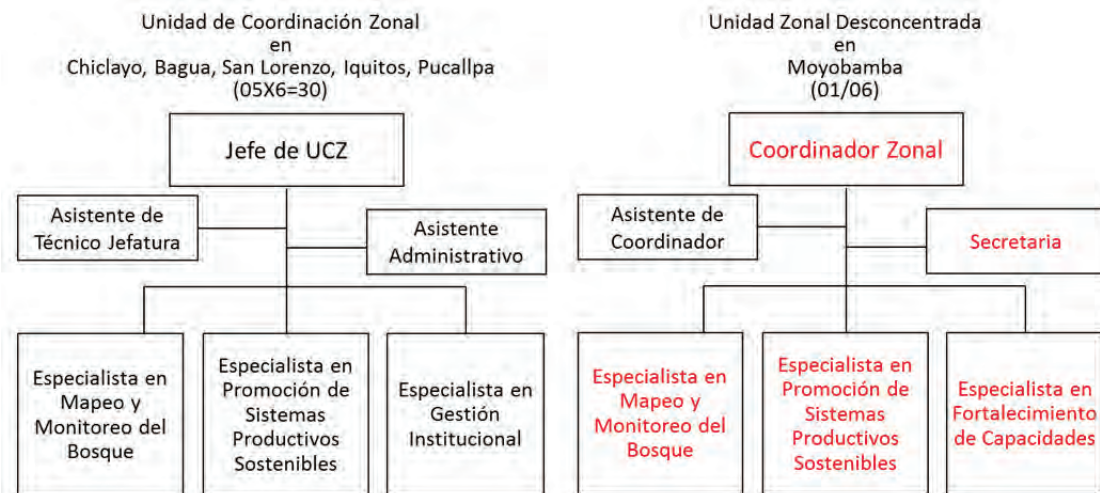 Unidad de Coordinación Zonal
en
Chiclayo, Bagua, San Lorenzo, Iquitos, Pucallpa
(05X6=30)
Jefe de UCZ
Asistente de
Técnico Jefatura
Asistente
Administrativo
Especialista en
Mapeo y
Monitoreo del
Bosque
Especialista en
Promoción de
Sistemas
Productivos
Sostenibles
Especialista en
Gestión
Institucional
Unidad Zonal Desconcentrada
en
Moyobamba
(01/06)
Coordinador Zonal
Asistente de
Coordinador
Secretaria
Especialista en
Mapeo y
Monitoreo del
Bosque
Especialista en
Promoción de
Sistemas
Productivos
Sostenibles
Especialista en
Fortalecimiento
de Capacidades